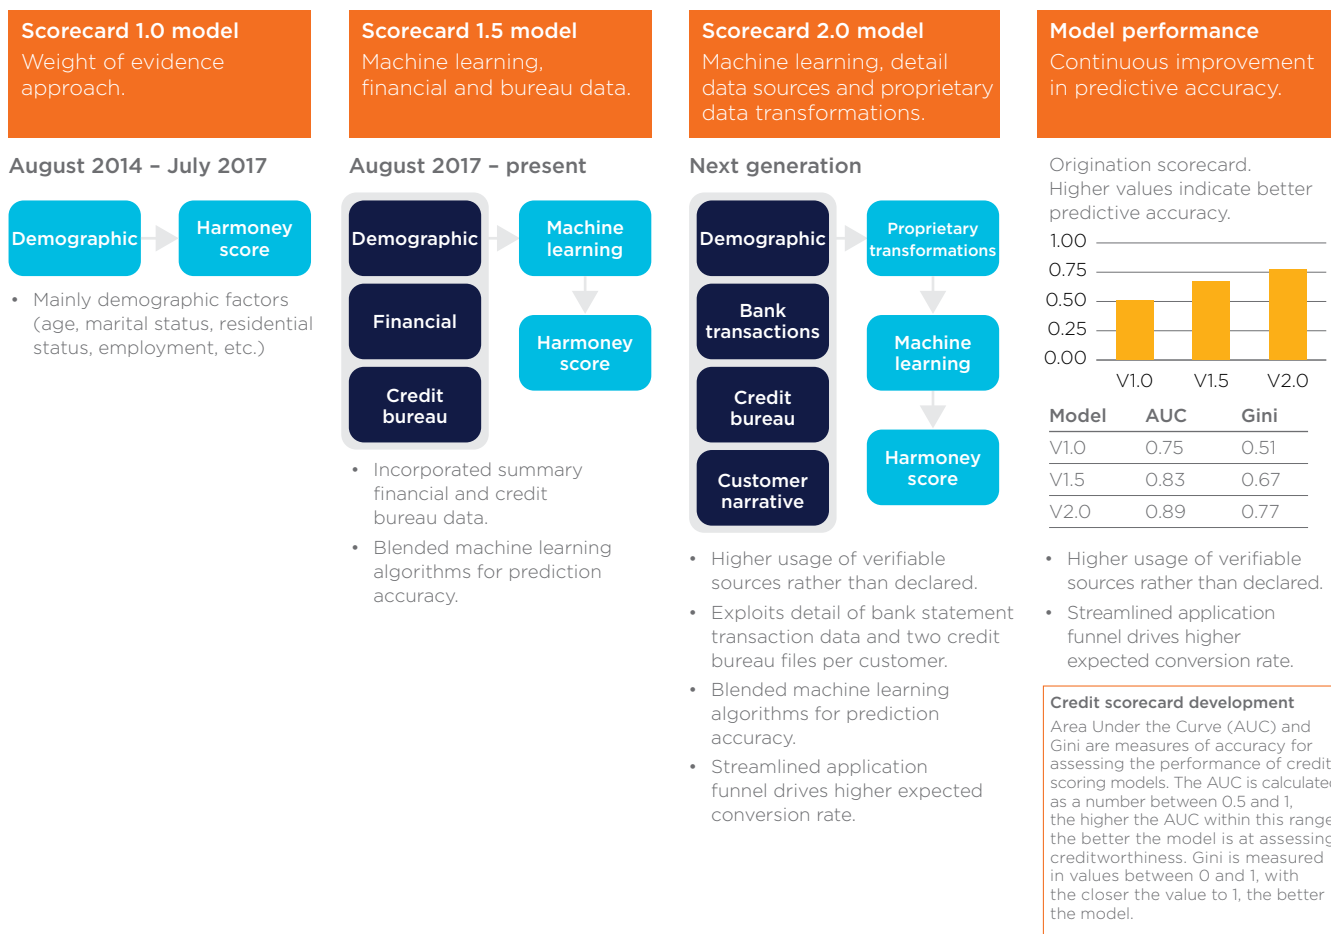 Scorecard 1.0 model
Weight of evidence
approach.
August 2014 – July 2017
Demographic
Harmoney
score
• Mainly demographic factors
(age, marital status, residential
status, employment, etc.)
Scorecard 1.5 model
Machine learning,
financial and bureau data.
August 2017 – present
Demographic
Financial
Credit
bureau
Machine
learning
Harmoney
score
• Incorporated summary
financial and credit
bureau data.
• Blended machine learning
algorithms for prediction
accuracy.
Scorecard 2.0 model
Machine learning, detail
data sources and proprietary
data transformations.
Next generation
Demographic
Bank
transactions
Credit
bureau
Customer
narrative
Proprietary
transformations
Machine
learning
Harmoney
score
• Higher usage of verifiable
sources rather than declared.
• Exploits detail of bank statement
transaction data and two credit
bureau files per customer.
• Blended machine learning
algorithms for prediction
accuracy.
• Streamlined application
funnel drives higher expected
conversion rate.
Model performance
Continuous improvement
in predictive accuracy.
Origination scorecard.
Higher values indicate better
predictive accuracy.
1.00
0.75
0.50
0.25
0.00
V1.0 V1.5 V2.0
Model AUC Gini
V1.0 0.75 0.51
V1.5 0.83 0.67
V2.0 0.89 0.77
• Higher usage of verifiable
sources rather than declared.
• Streamlined application
funnel drives higher
expected conversion rate.
Credit scorecard development
Area Under the Curve (AUC) and
Gini are measures of accuracy for
assessing the performance of credit
scoring models. The AUC is calculated
as a number between 0.5 and 1,
the higher the AUC within this range
the better the model is at assessing
creditworthiness. Gini is measured
in values between 0 and 1, with
the closer the value to 1, the better
the model.